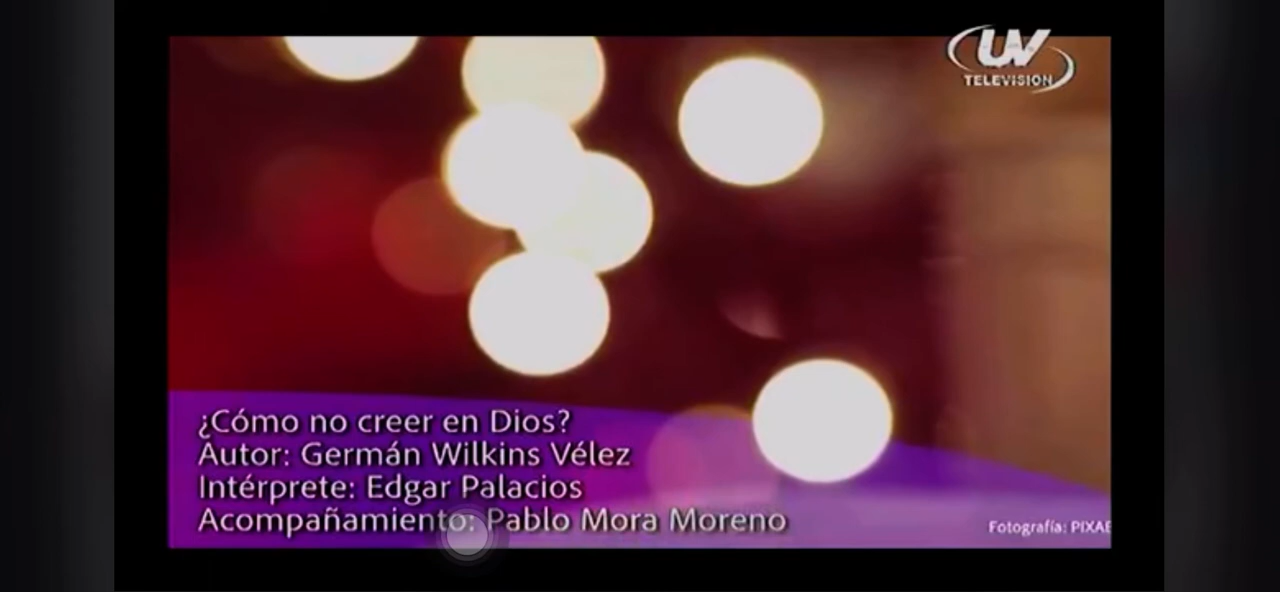 UV
TELEVISION
¿Cómo no creer en Dios?
Autor: Germán Wilkins Vélez
Intérprete: Edgar Palacios
Acompañamiento: Pablo Mora Moreno
Fotografía: